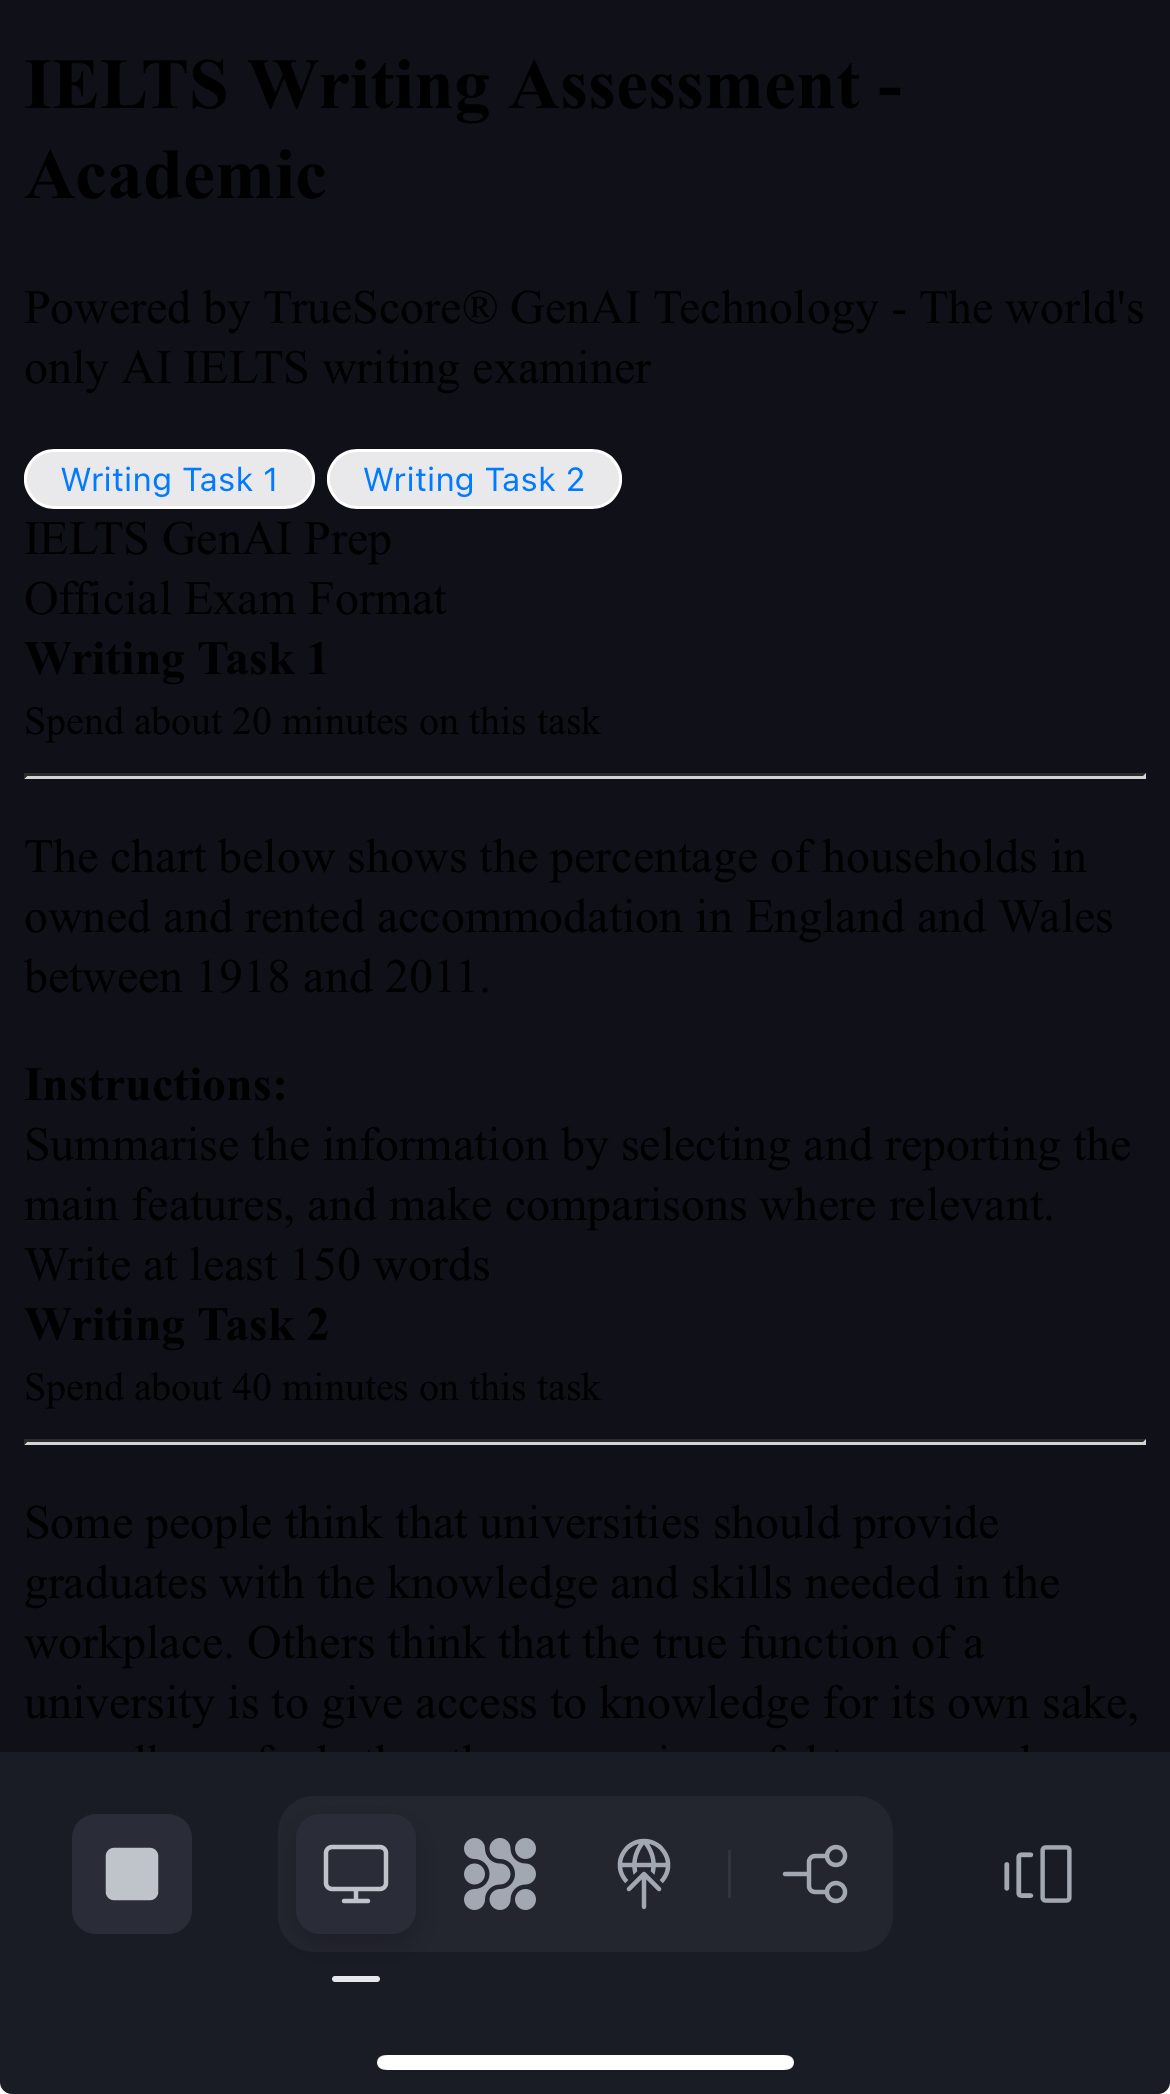 IELTS Writing Assessment -
Academic
Powered by TrueScore® GenAI Technology - The world's
only AI IELTS writing examiner
Writing Task 1 Writing Task 2
IELTS GenAI Prep
Official Exam Format
Writing Task 1
Spend about 20 minutes on this task
The chart below shows the percentage of households in
owned and rented accommodation in England and Wales
between 1918 and 2011.
Instructions:
Summarise the information by selecting and reporting the
main features, and make comparisons where relevant.
Write at least 150 words
Writing Task 2
Spend about 40 minutes on this task
Some people think that universities should provide
graduates with the knowledge and skills needed in the
workplace. Others think that the true function of a
university is to give access to knowledge for its own sake,